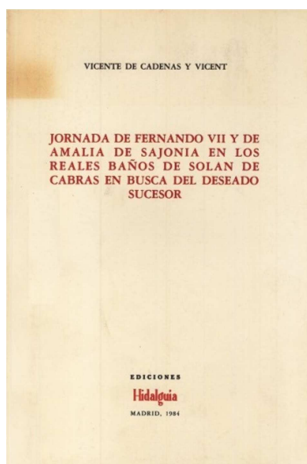 VICENTE DE CADENAS Y VICENT
JORNADA DE FERNANDO VII Y DE
AMALIA DE SAJONIA EN LOS
REALES BAÑOS DE SOLAN DE
CABRAS EN BUSCA DEL DESEADO
SUCESOR
EDICIONES
Hidalguia
MADRID, 1984